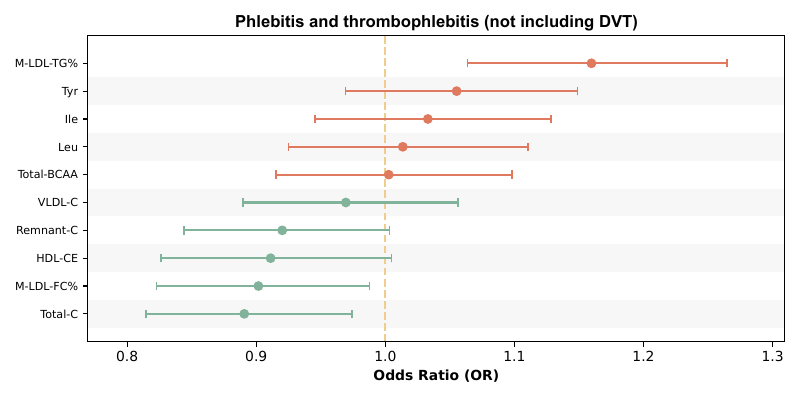 Phlebitis and thrombophlebitis (not including DVT)
M-LDL-TG%
Tyr
Ile
Leu
Total-BCAA
VLDL-C
Remnant-C
HDL-CE
M-LDL-FC%
Total-C
0.8 0.9 1.0 1.1 1.2 1.3
Odds Ratio (OR)